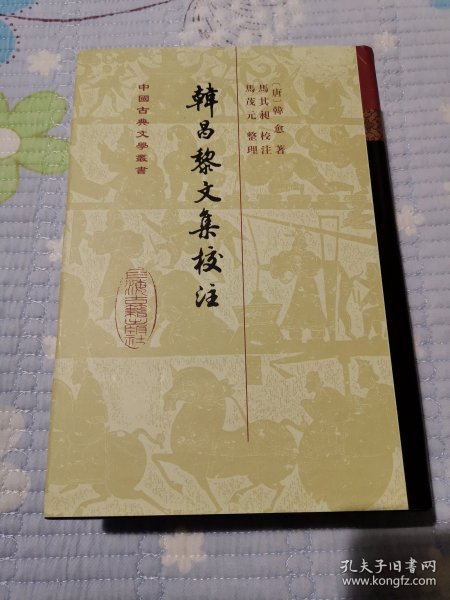 〔唐〕韓愈著
馬其昶 校注
馬茂元 整理
韓昌黎文集校注
中國古典文學叢書
上海古籍出版社
孔夫子旧书网
www.kongfz.com